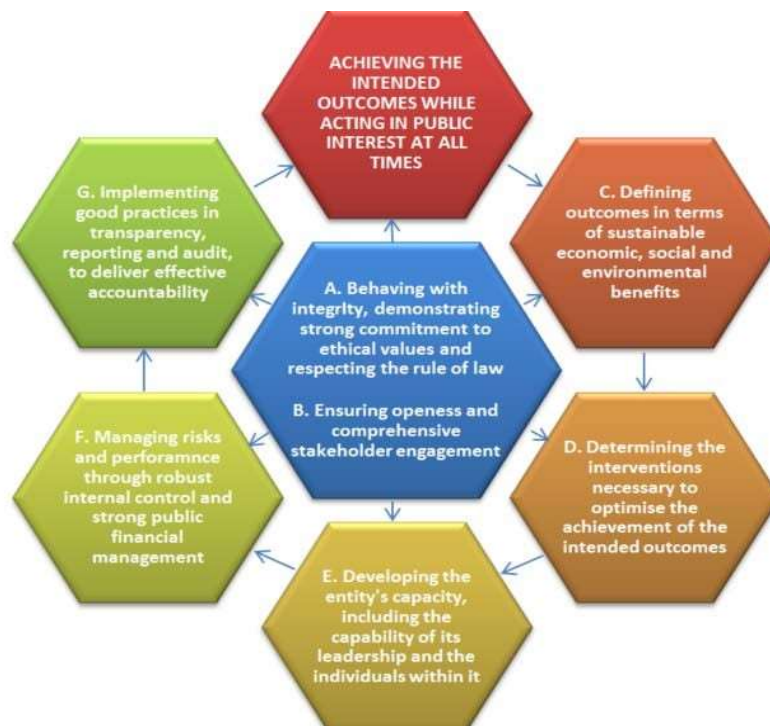 ACHIEVING THE
INTENDED
OUTCOMES WHILE
ACTING IN PUBLIC
INTEREST AT ALL
TIMES
G. Implementing
good practices in
transparency,
reporting and audit,
to deliver effective
accountability
C. Defining
outcomes in terms
of sustainable
economic, social and
environmental
benefits
A. Behaving with
integrIty, demonstrating
strong commitment to
ethical values and
respecting the rule of law
B. Ensuring openess and
comprehensive
stakeholder engagement
F. Managing risks
and perforamnce
through robust
internal control and
strong public
financial
management
D. Determining the
interventions
necessary to
optimise the
achievement of the
intended outcomes
E. Developing the
entity's capacity,
including the
capability of its
leadership and the
individuals within it